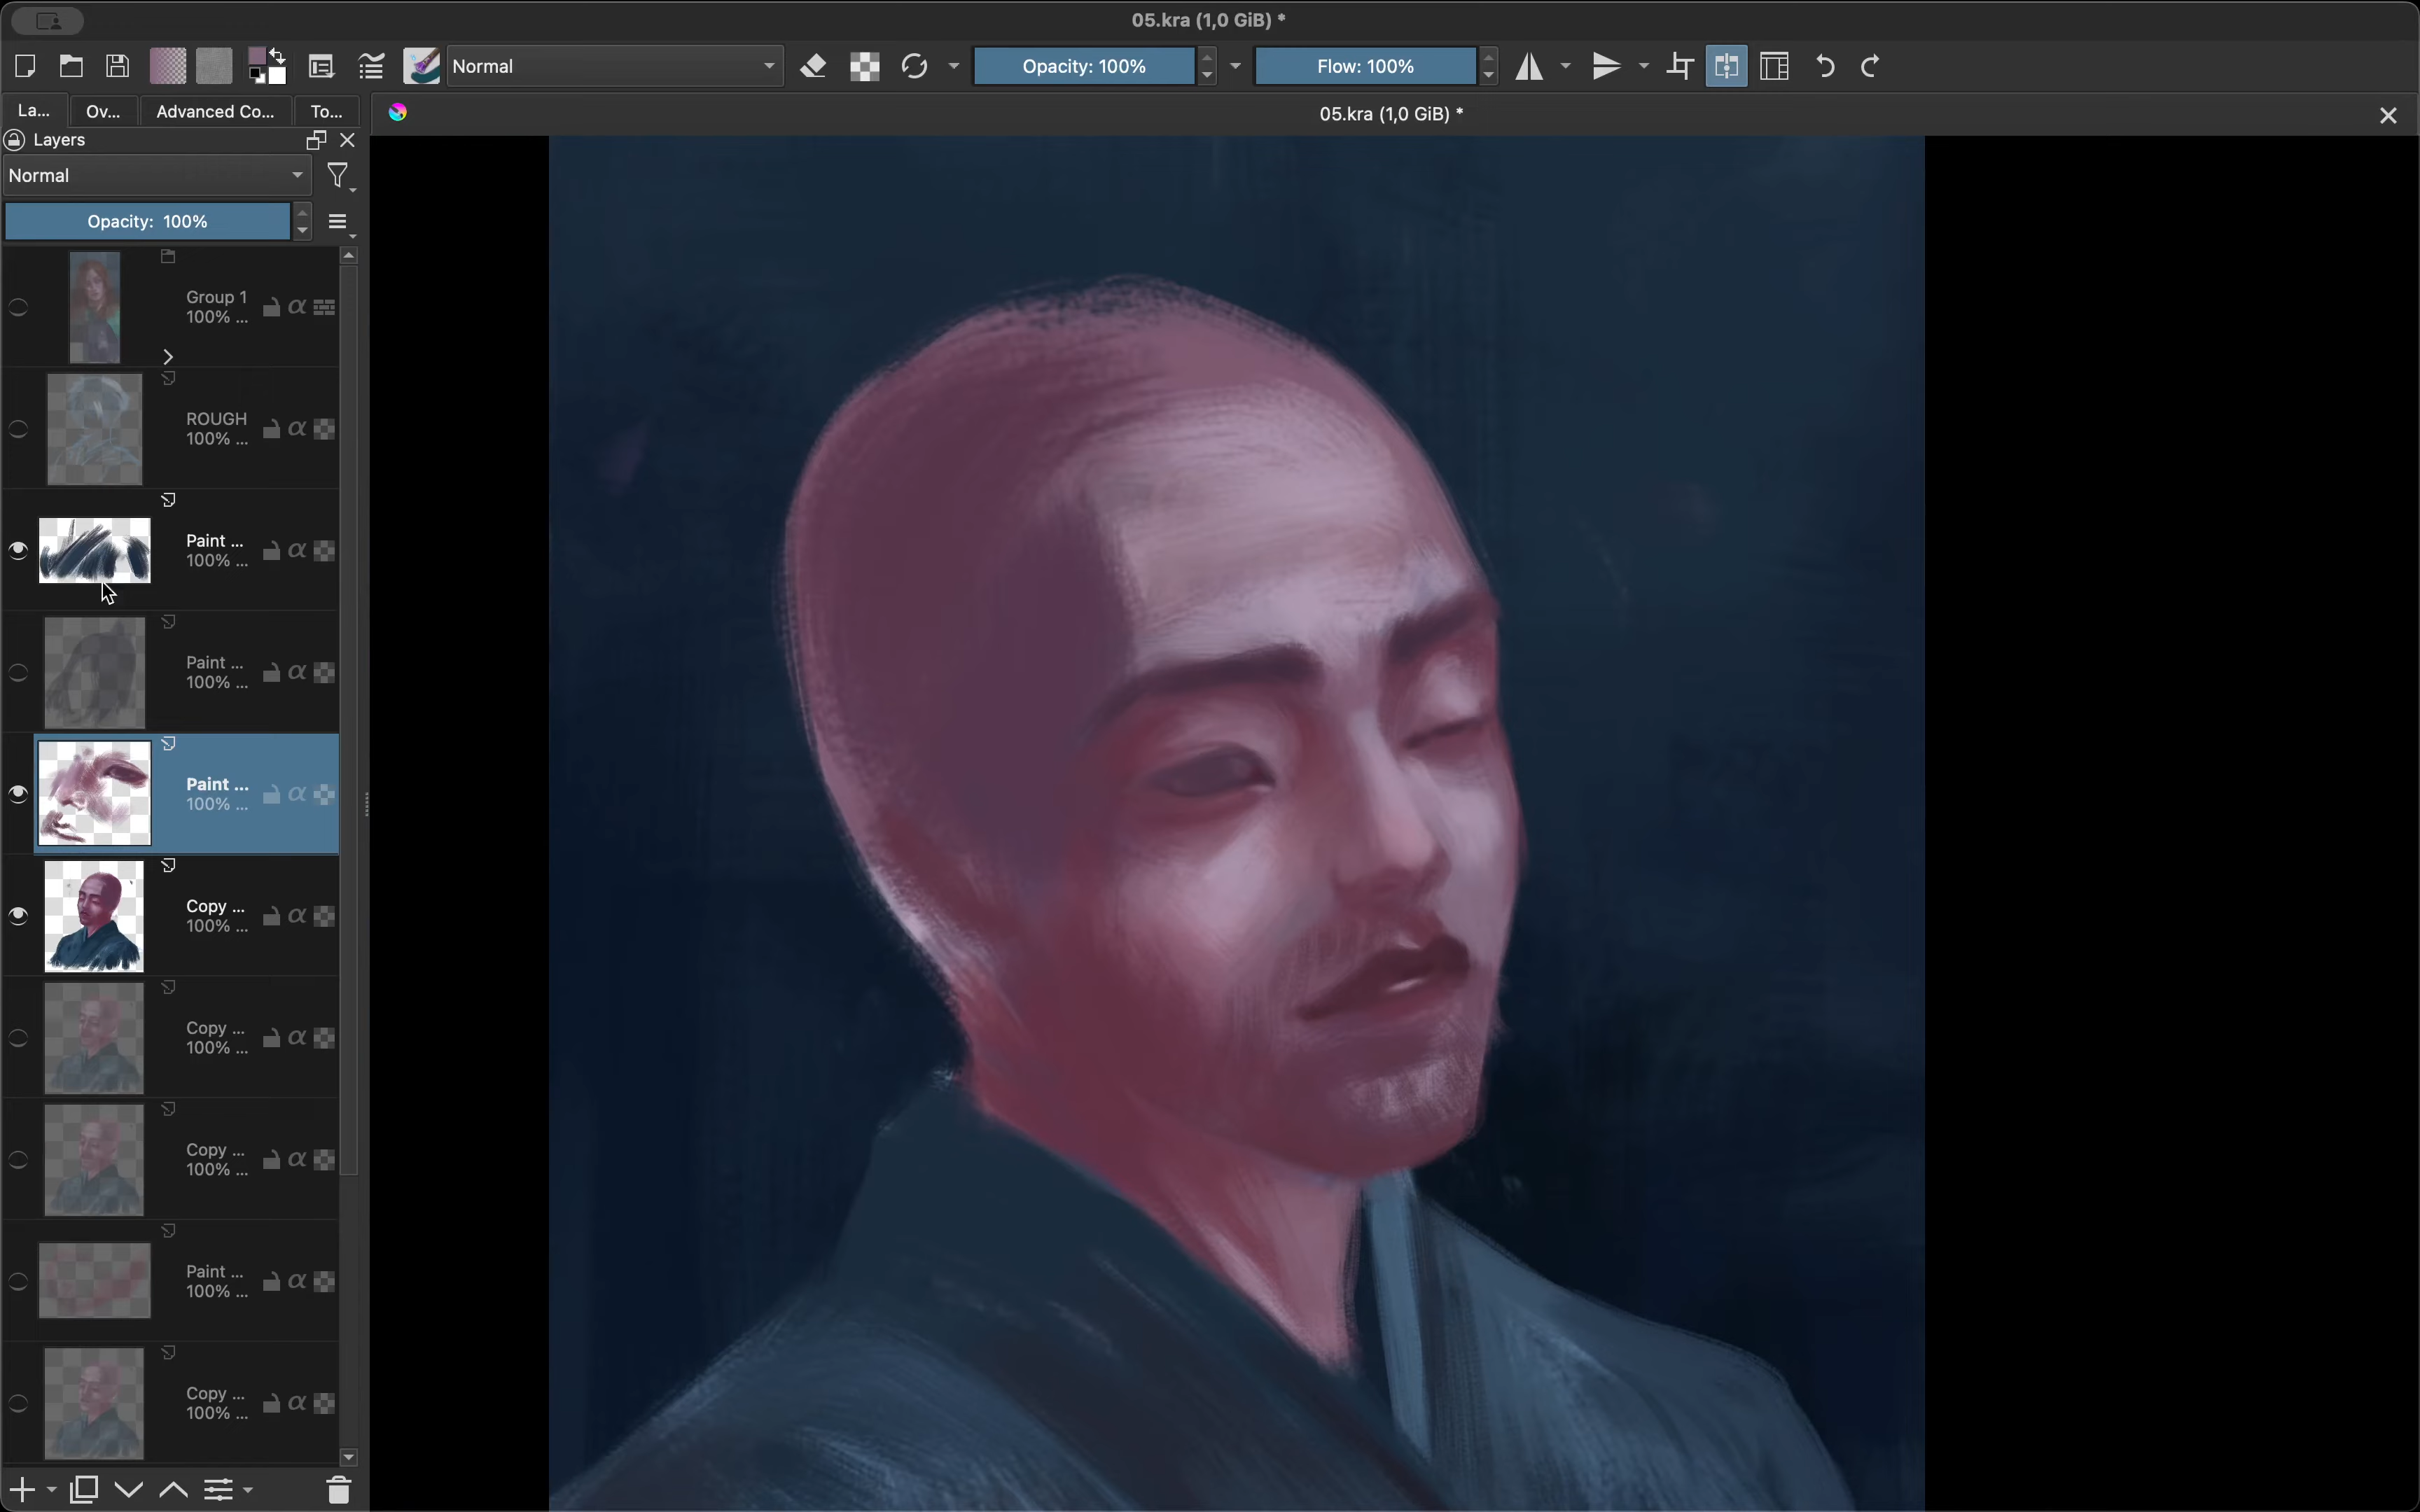 05.kra (1,0 GiB) *
Normal
Opacity: 100%
Flow: 100%
La...
Ov...
Advanced Co...
To...
05.kra (1,0 GiB) *
Layers
Normal
Opacity: 100%
Group 1
100% ...
ROUGH
100% ...
Paint ...
100% ...
Paint ...
100% ...
Paint ...
100% ...
Copy ...
100% ...
Copy ...
100% ...
Copy ...
100% ...
Paint ...
100% ...
Copy ...
100% ...